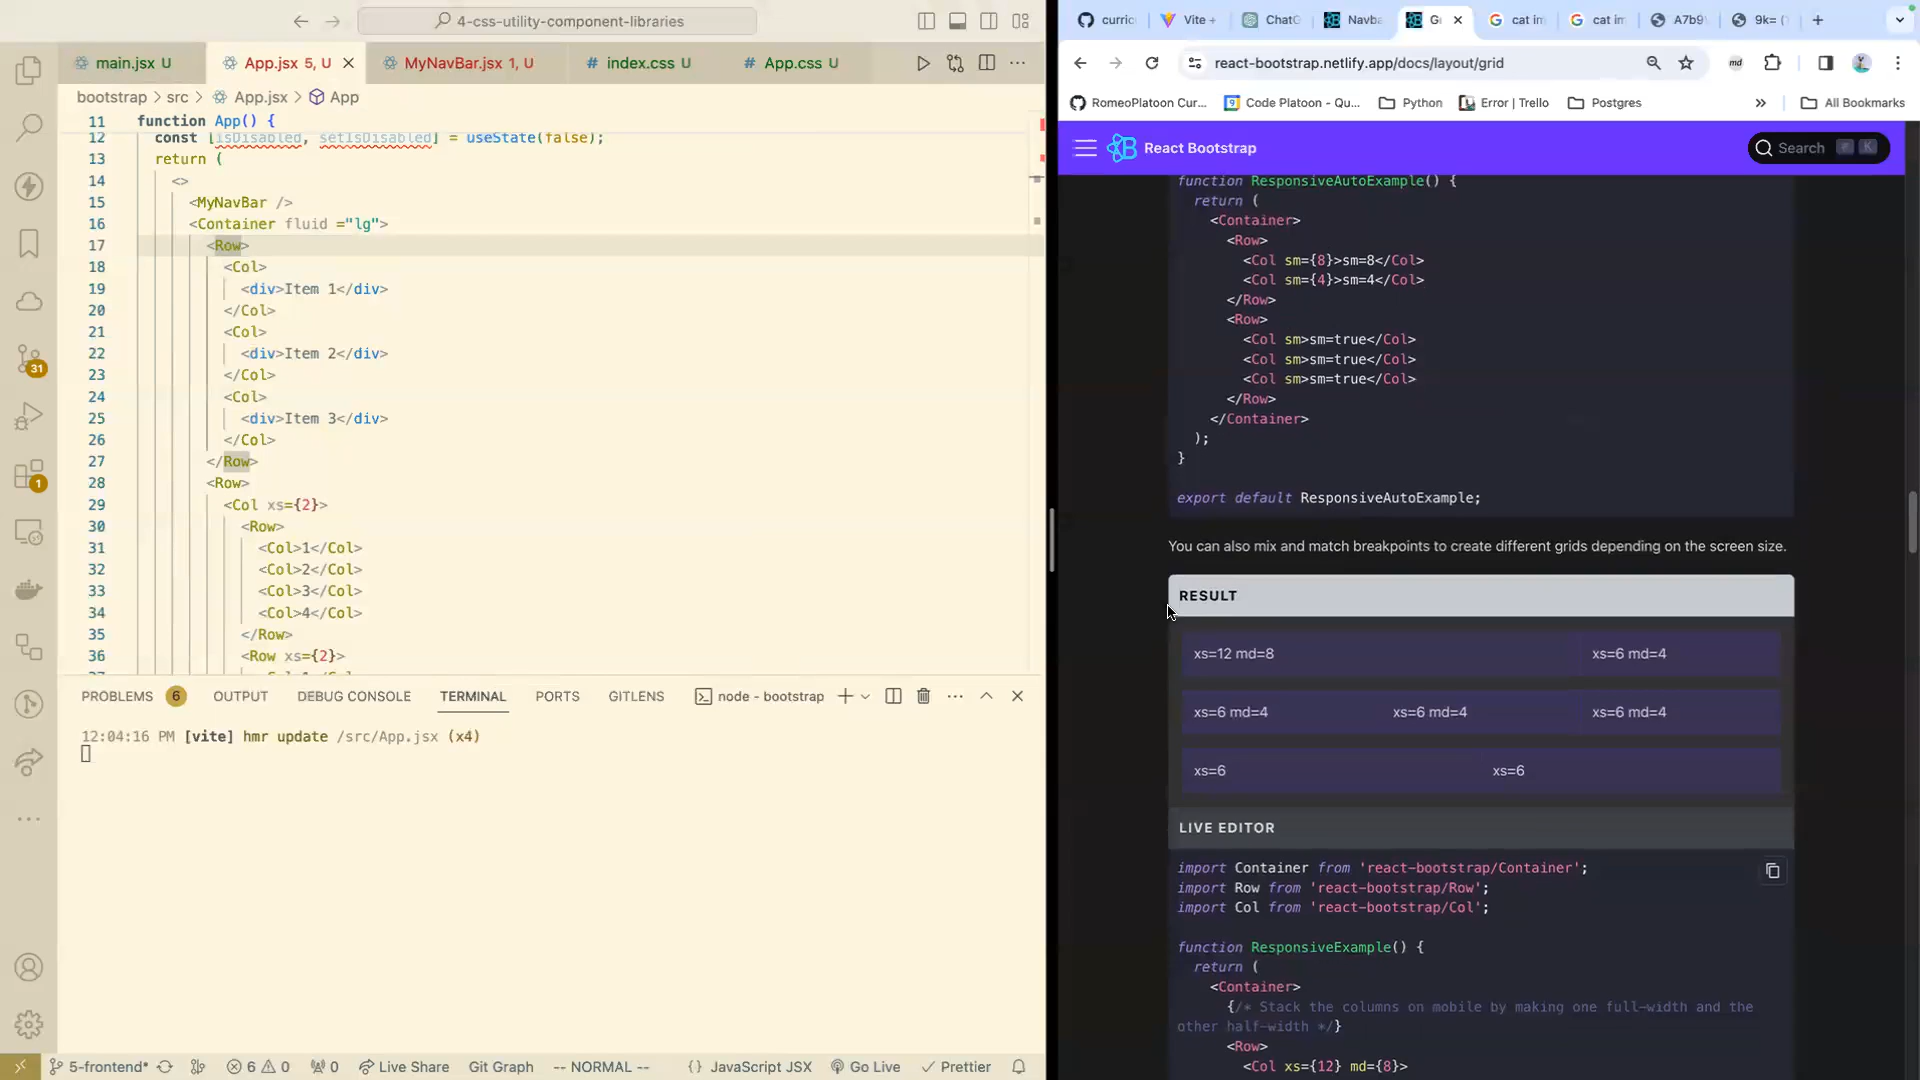 4-css-utility-component-libraries
main.jsx U
App.jsx 5, U
MyNavBar.jsx 1, U
# index.css U
# App.css U
bootstrap > src > App.jsx > App
11 function App() {
12 const [isDisabled, setIsDisabled] = useState(false);
13 return (
14 <>
15 <MyNavBar />
16 <Container fluid ="lg">
17 <Row>
18 <Col>
19 <div>Item 1</div>
20 </Col>
21 <Col>
22 <div>Item 2</div>
23 </Col>
24 <Col>
25 <div>Item 3</div>
26 </Col>
27 </Row>
28 <Row>
29 <Col xs={2}>
30 <Row>
31 <Col>1</Col>
32 <Col>2</Col>
33 <Col>3</Col>
34 <Col>4</Col>
35 </Row>
36 <Row xs={2}>
31
1
PROBLEMS 6 OUTPUT DEBUG CONSOLE TERMINAL PORTS GITLENS node - bootstrap
12:04:16 PM [vite] hmr update /src/App.jsx (x4)
5-frontend* 6 0 0 Live Share Git Graph -- NORMAL -- {} JavaScript JSX Go Live Prettier
curric Vite + ChatG Navba G cat im cat im A7b9 9k= (
react-bootstrap.netlify.app/docs/layout/grid
md
RomeoPlatoon Cur... Code Platoon - Qu... Python Error | Trello Postgres » All Bookmarks
React Bootstrap
Search ⌘ K
function ResponsiveAutoExample() {
return (
<Container>
<Row>
<Col sm={8}>sm=8</Col>
<Col sm={4}>sm=4</Col>
</Row>
<Row>
<Col sm>sm=true</Col>
<Col sm>sm=true</Col>
<Col sm>sm=true</Col>
</Row>
</Container>
);
}
export default ResponsiveAutoExample;
You can also mix and match breakpoints to create different grids depending on the screen size.
RESULT
xs=12 md=8 xs=6 md=4
xs=6 md=4 xs=6 md=4 xs=6 md=4
xs=6 xs=6
LIVE EDITOR
import Container from 'react-bootstrap/Container';
import Row from 'react-bootstrap/Row';
import Col from 'react-bootstrap/Col';
function ResponsiveExample() {
return (
<Container>
{/* Stack the columns on mobile by making one full-width and the
other half-width */}
<Row>
<Col xs={12} md={8}>